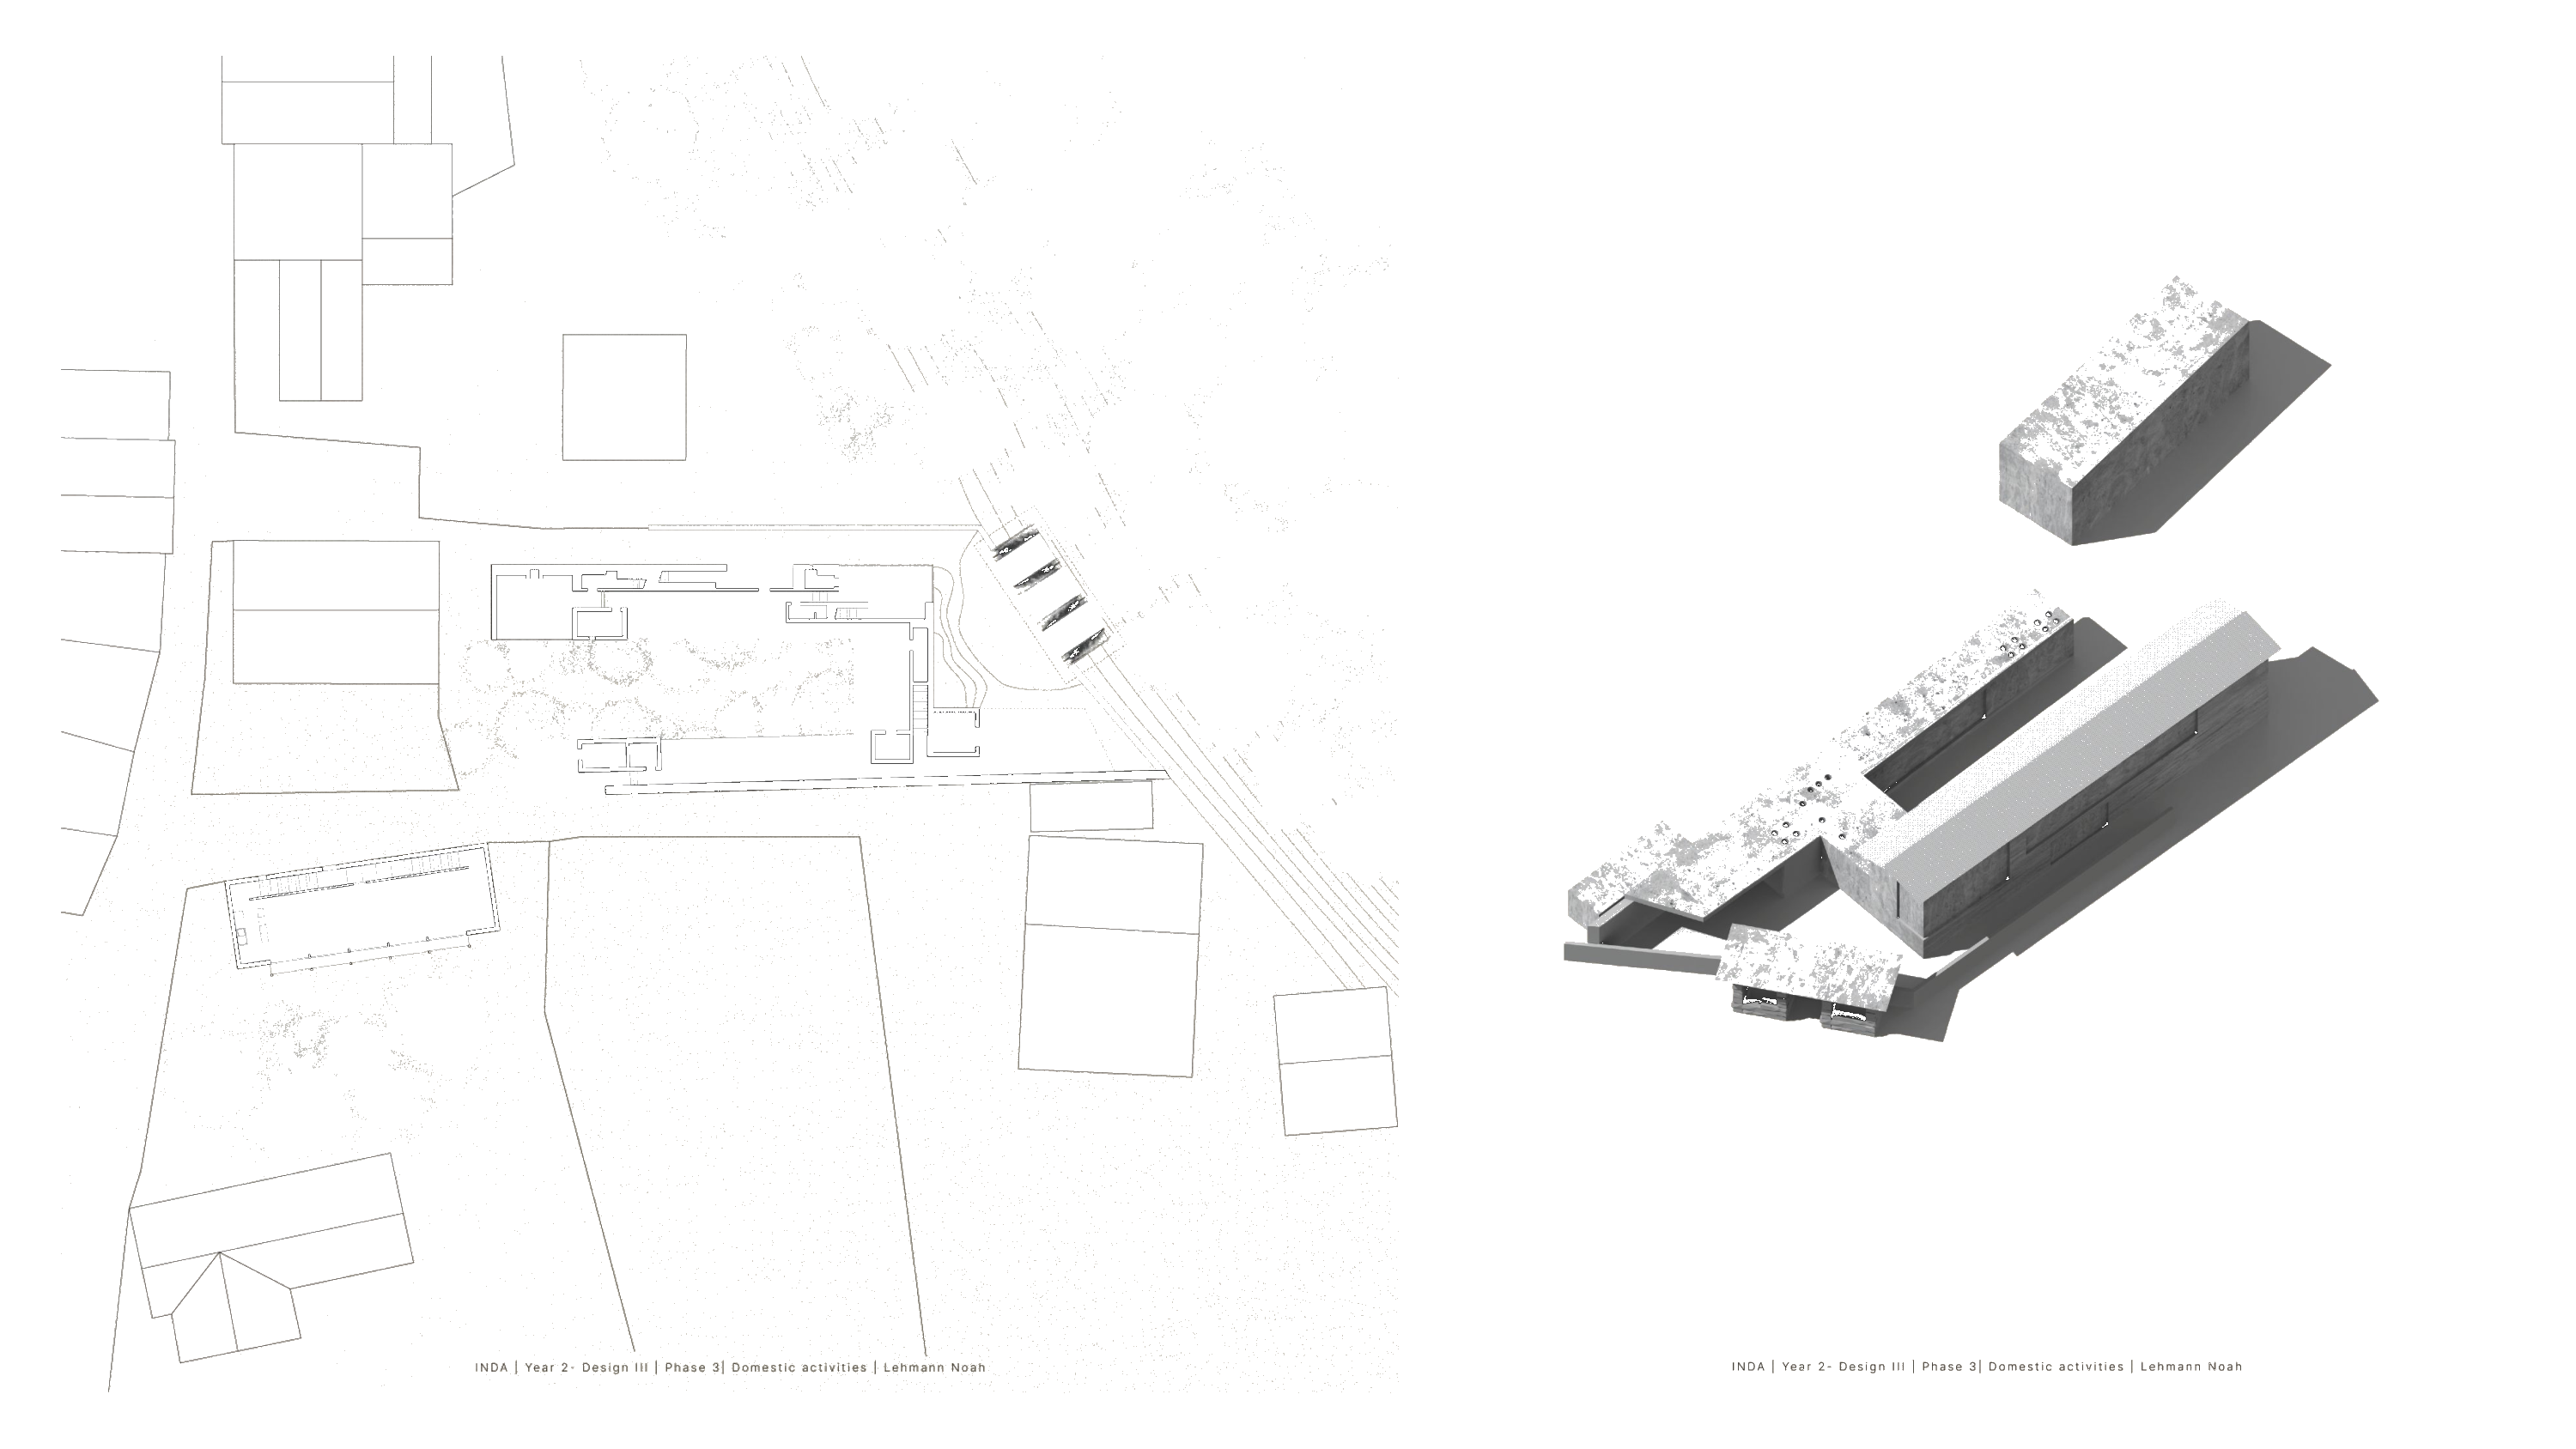 INDA | Year 2- Design III | Phase 3| Domestic activities | Lehmann Noah
INDA | Year 2- Design III | Phase 3| Domestic activities | Lehmann Noah